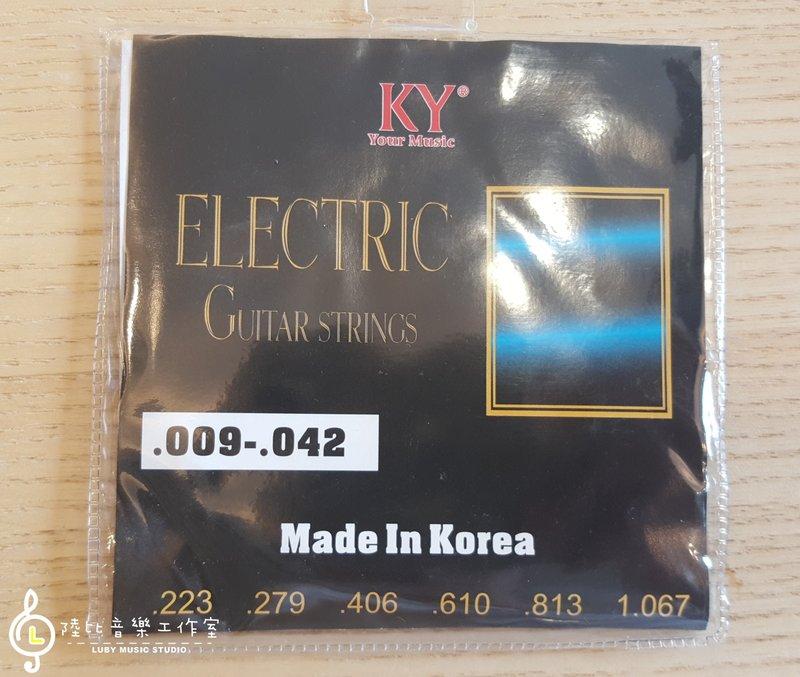 KY®
Your Music
ELECTRIC
GUITAR STRINGS
.009-.042
Made In Korea
.223 .279 .406 .610 .813 1.067
L 陸比音樂工作室
LUBY MUSIC STUDIO